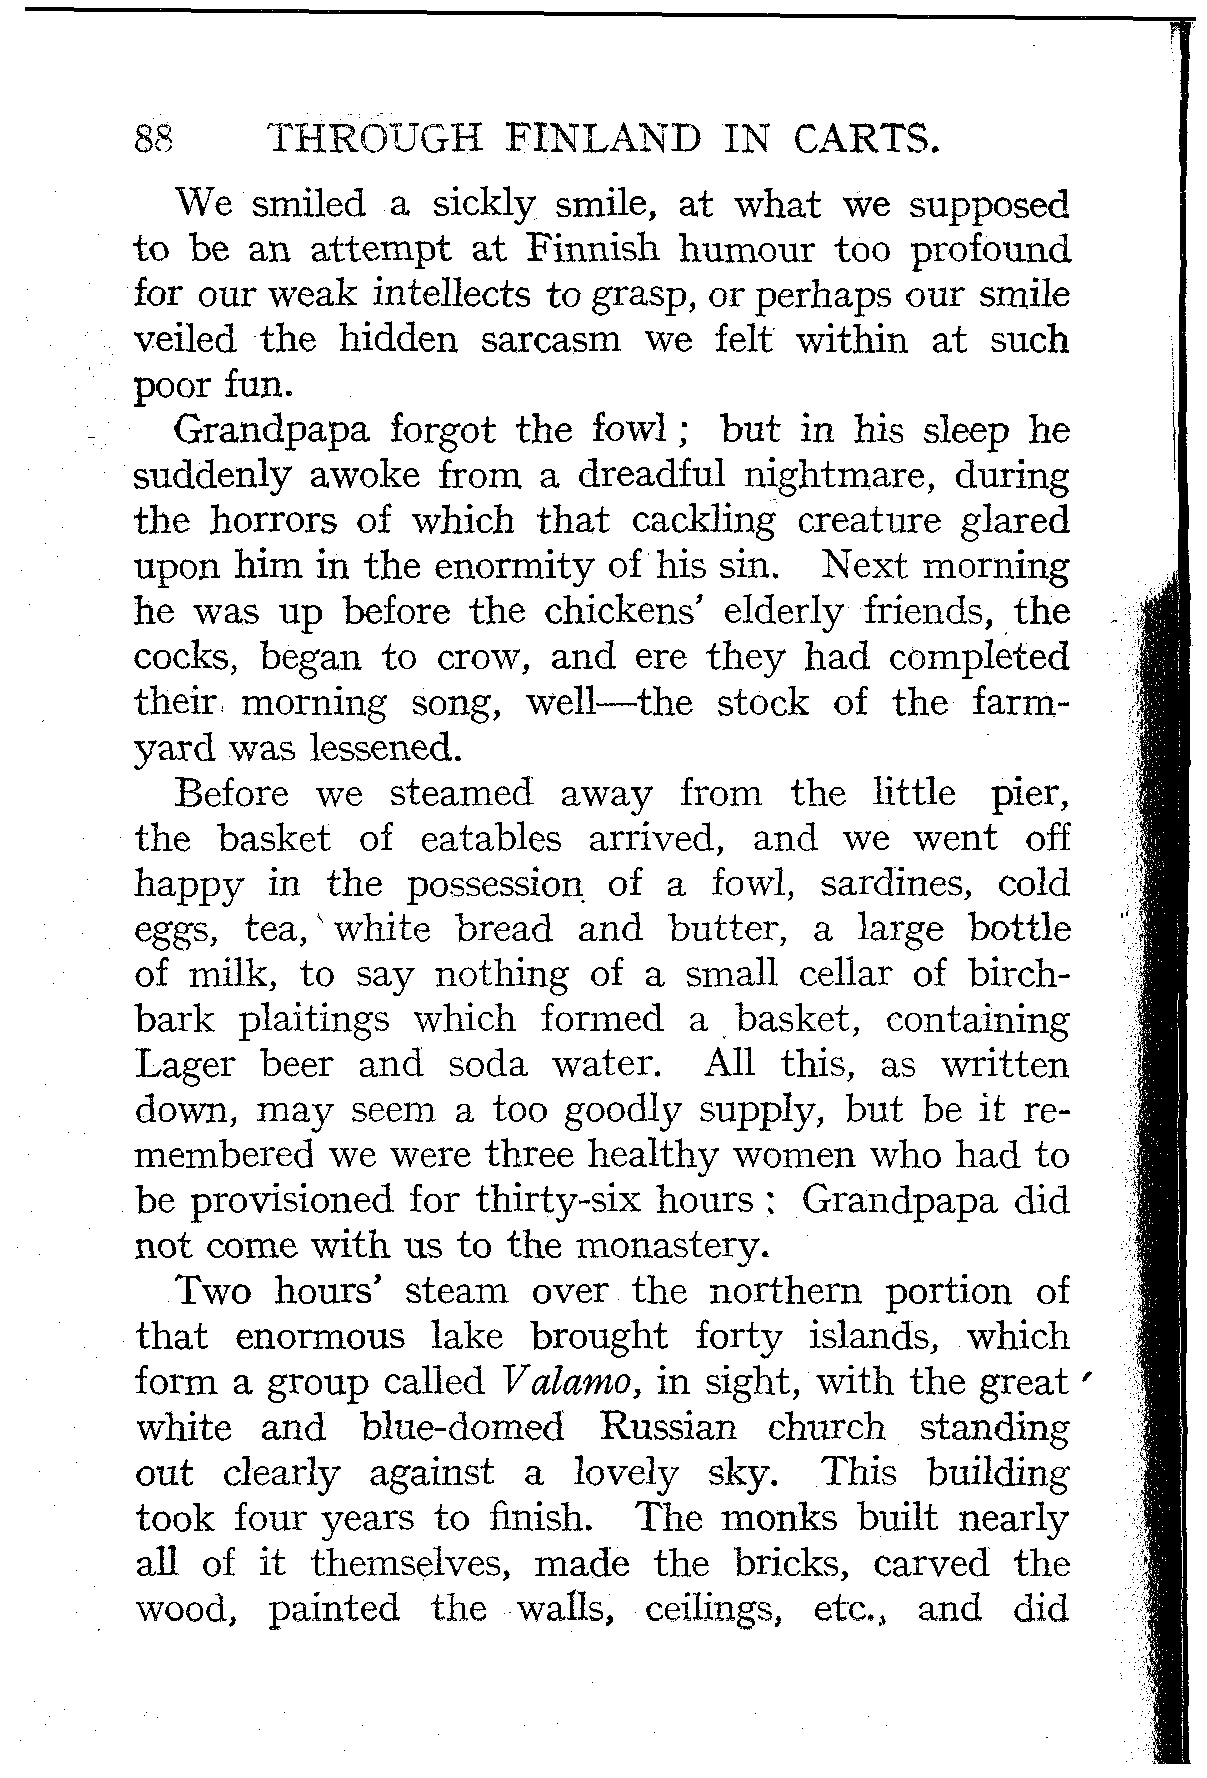 88 THROUGH FINLAND IN CARTS.
We smiled a sickly smile, at what we supposed
to be an attempt at Finnish humour too profound
for our weak intellects to grasp, or perhaps our smile
veiled the hidden sarcasm we felt within at such
poor fun.
Grandpapa forgot the fowl ; but in his sleep he
suddenly awoke from a dreadful nightmare, during
the horrors of which that cackling creature glared
upon him in the enormity of his sin. Next morning
he was up before the chickens' elderly friends, the
cocks, began to crow, and ere they had completed
their morning song, well—the stock of the farm-
yard was lessened.
Before we steamed away from the little pier,
the basket of eatables arrived, and we went off
happy in the possession of a fowl, sardines, cold
eggs, tea, white bread and butter, a large bottle
of milk, to say nothing of a small cellar of birch-
bark plaitings which formed a basket, containing
Lager beer and soda water. All this, as written
down, may seem a too goodly supply, but be it re-
membered we were three healthy women who had to
be provisioned for thirty-six hours : Grandpapa did
not come with us to the monastery.
Two hours' steam over the northern portion of
that enormous lake brought forty islands, which
form a group called Valamo, in sight, with the great
white and blue-domed Russian church standing
out clearly against a lovely sky. This building
took four years to finish. The monks built nearly
all of it themselves, made the bricks, carved the
wood, painted the walls, ceilings, etc., and did